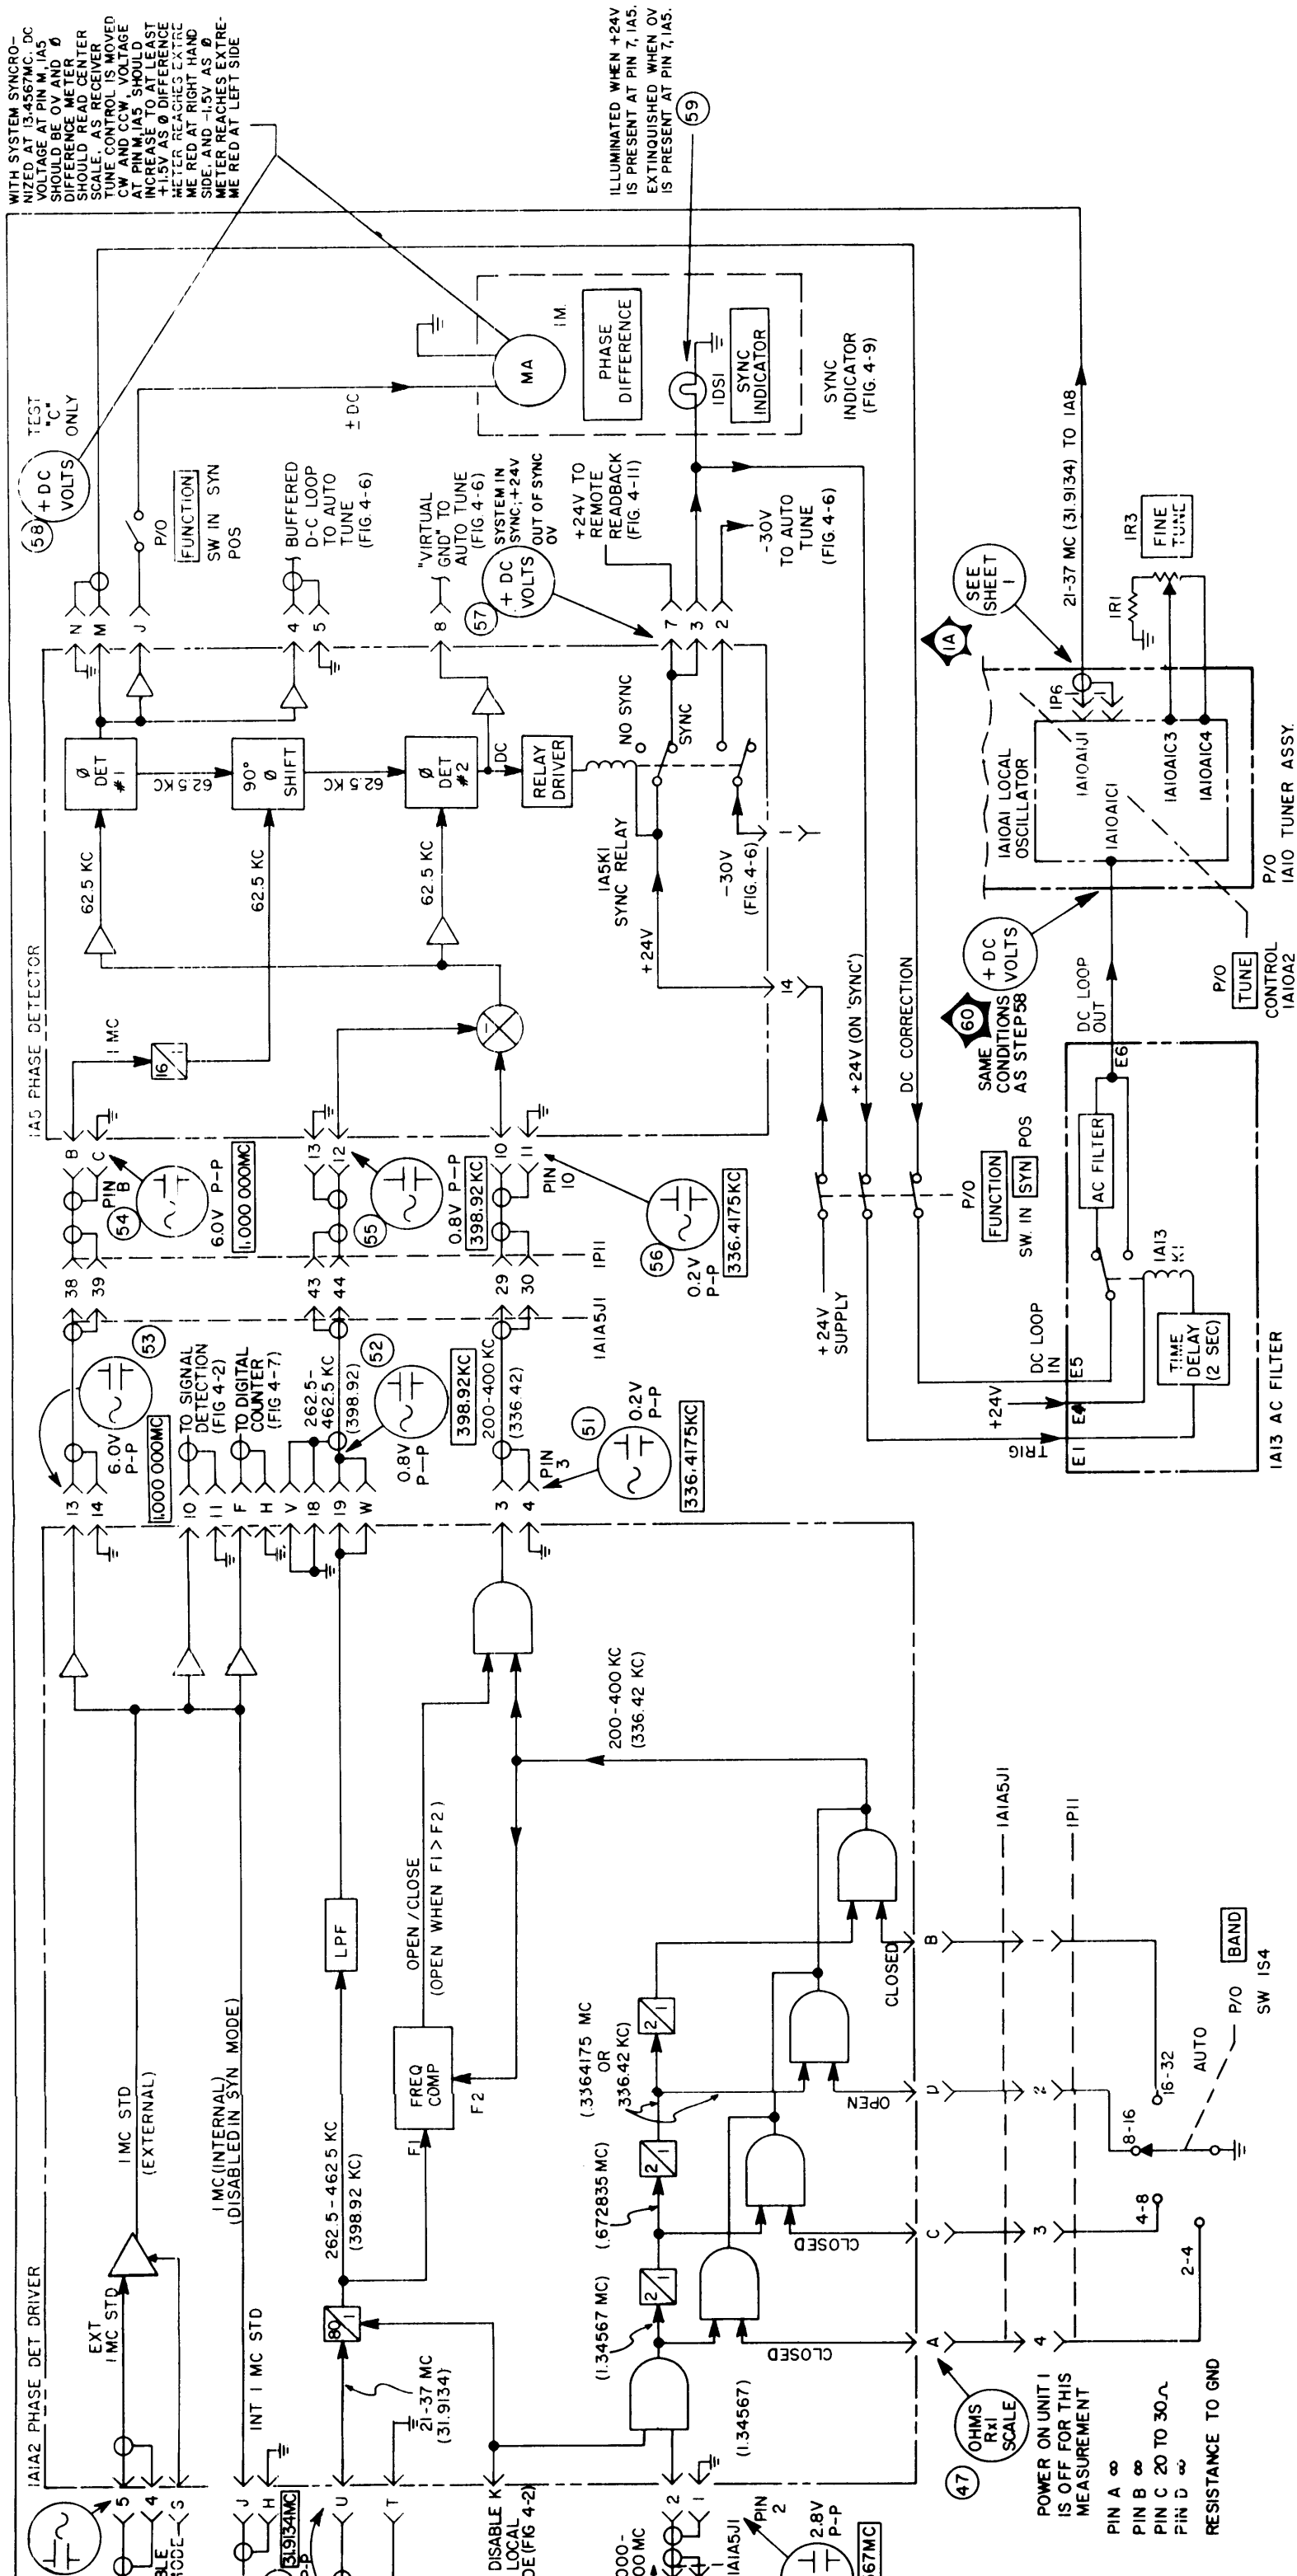 WITH SYSTEM SYNCRO-
NIZED AT 13.4567MC. DC
VOLTAGE AT PIN M, 1A5
SHOULD BE 0V AND Ø
DIFFERENCE METER
SHOULD READ CENTER
SCALE. AS RECEIVER
TUNE CONTROL IS MOVED
CW AND CCW, VOLTAGE
AT PIN M, 1A5 SHOULD
INCREASE TO AT LEAST
+1.5V AS Ø DIFFERENCE
METER REACHES EXTRE
ME RED AT RIGHT HAND
SIDE, AND -1.5V AS Ø
METER REACHES EXTRE-
ME RED AT LEFT SIDE
ILLUMINATED WHEN +24V
IS PRESENT AT PIN 7, 1A5.
EXTINGUISHED WHEN 0V
IS PRESENT AT PIN 7, 1A5.
59
58
+ DC
VOLTS
TEST
"C"
ONLY
P/O
FUNCTION
SW IN SYN
POS
± DC
MA
1M.
PHASE
DIFFERENCE
1DS1
SYNC
INDICATOR
SYNC
INDICATOR
(FIG. 4-9)
N
M
J
4
5
8
7
3
2
BUFFERED
D-C LOOP
TO AUTO
TUNE
(FIG. 4-6)
"VIRTUAL
GND" TO
AUTO TUNE
(FIG. 4-6)
57
+ DC
VOLTS
SYSTEM IN
SYNC; +24V
OUT OF SYNC
0V
+24V TO
REMOTE
READBACK
(FIG. 4-11)
-30V
TO AUTO
TUNE
(FIG. 4-6)
1A5 PHASE DETECTOR
Ø
DET
#1
62.5 KC
90°
Ø
SHIFT
62.5 KC
Ø
DET
#2
DC
RELAY
DRIVER
NO SYNC
SYNC
1A5K1
SYNC RELAY
+24V
-30V
(FIG. 4-6)
1
14
62.5 KC
62.5 KC
62.5 KC
1 MC
16
1
B
C
13
12
10
11
54
PIN
B
6.0V P-P
1.000 000MC
55
0.8V P-P
398.92KC
PIN
10
56
0.2V
P-P
336.4175KC
38
39
43
44
29
30
1P11
1A1A5J1
53
6.0V
P-P
1.000 000MC
TO SIGNAL
DETECTION
(FIG 4-2)
TO DIGITAL
COUNTER
(FIG 4-7)
262.5-
462.5 KC
(398.92)
52
0.8V
P-P
398.92KC
200-400 KC
(336.42)
PIN
3
51
0.2V
P-P
336.4175KC
13
14
10
11
F
H
V
18
19
W
3
4
1A1A2 PHASE DET DRIVER
EXT
1 MC STD
1 MC STD
(EXTERNAL)
INT 1 MC STD
1 MC (INTERNAL)
(DISABLED IN SYN MODE)
80
1
262.5-462.5 KC
(398.92 KC)
LPF
FREQ
COMP
F1
F2
OPEN/CLOSE
(OPEN WHEN F1 > F2)
200-400 KC
(336.42 KC)
21-37 MC
(31.9134)
5
4
G
J
H
U
T
31.9134MC
DISABLE K
LOCAL
(FIG 4-2)
2
1
1A1A5J1
PIN
2
2.8V
P-P
(1.34567)
(1.34567 MC)
2
1
(.672835 MC)
2
1
(.3364175 MC
OR
336.42 KC)
2
1
CLOSED
CLOSED
OPEN
CLOSED
A
C
D
B
4
3
2
1
1A1A5J1
1P11
2-4
4-8
8-16
16-32
AUTO
P/O BAND
SW 1S4
47
OHMS
Rx1
SCALE
POWER ON UNIT 1
IS OFF FOR THIS
MEASUREMENT
PIN A ∞
PIN B ∞
PIN C 20 TO 30Ω
PIN D ∞
RESISTANCE TO GND
+24V
SUPPLY
+24V (ON 'SYNC')
DC CORRECTION
P/O
FUNCTION
SW. IN SYN POS
TRIG
+24V
DC LOOP
IN
E1
E4
E5
TIME
DELAY
(2 SEC)
1A13
K1
AC FILTER
E6
DC LOOP
OUT
1A13 AC FILTER
60
SAME
CONDITIONS
AS STEP 58
+ DC
VOLTS
P/O
TUNE
CONTROL
1A10A2
1A10A1 LOCAL
OSCILLATOR
1A10A1C1
1A10A1J1
1A10A1C3
1A10A1C4
P/O
1A10 TUNER ASSY.
1P6
1A
SEE
SHEET
1
21-37 MC (31.9134) TO 1A8
1R1
1R3
FINE
TUNE